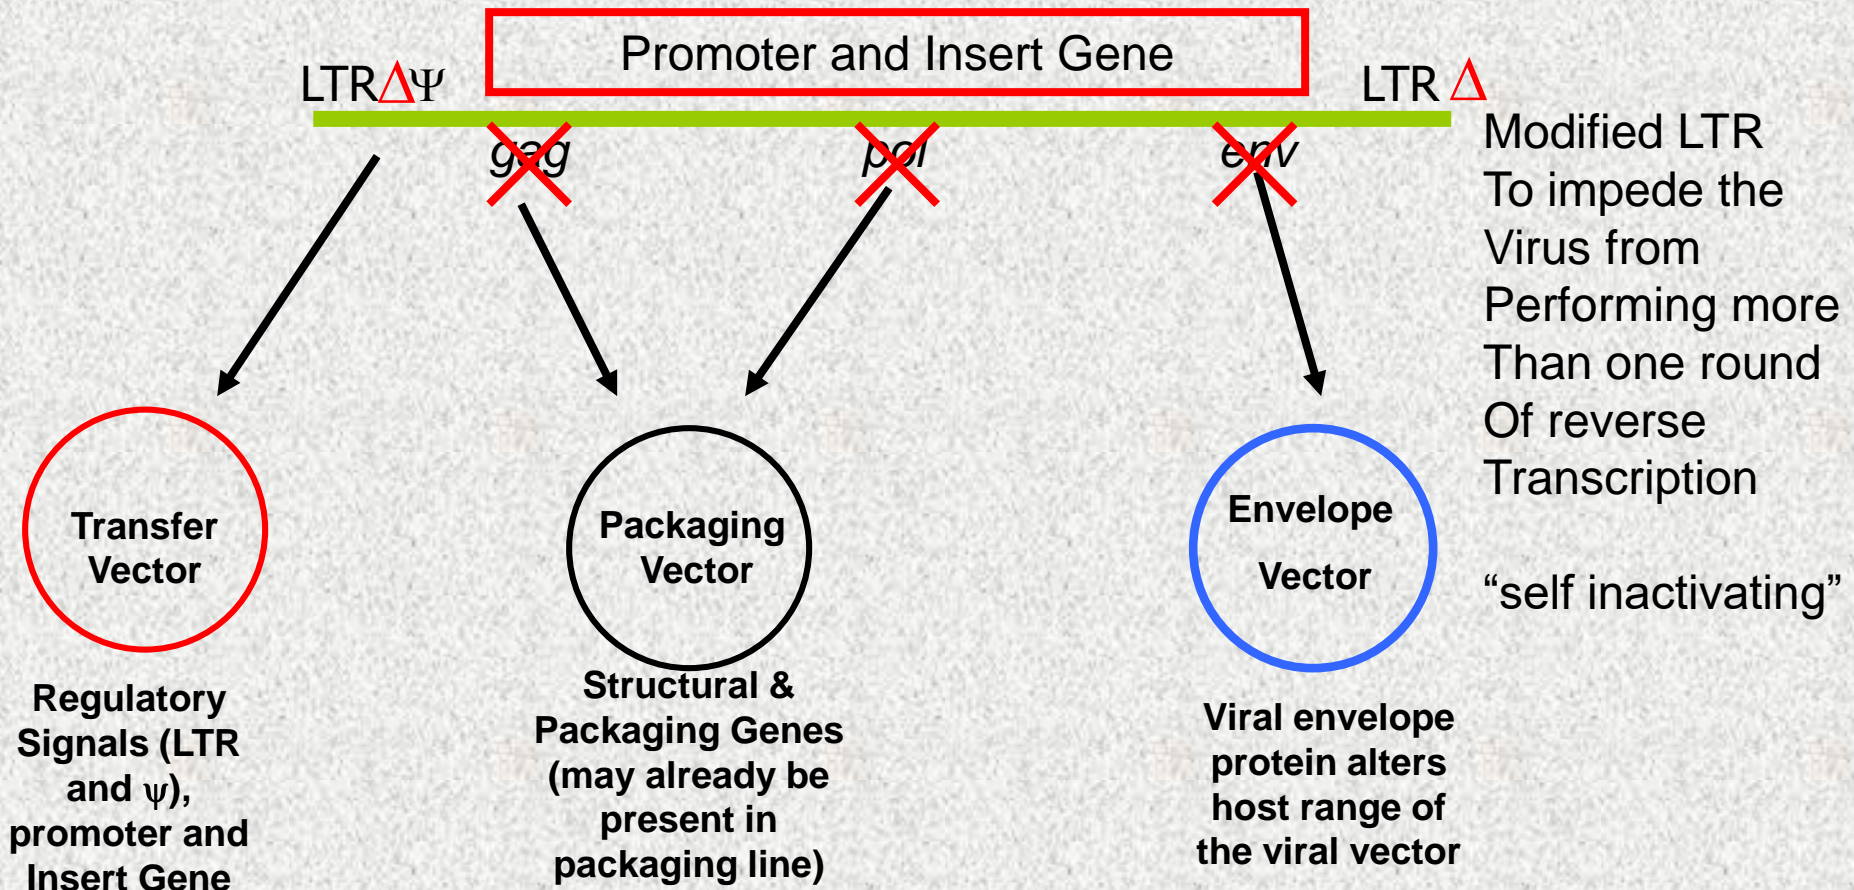 Promoter and Insert Gene
LTRΔΨ
LTR Δ
gag
pol
env
Modified LTR
To impede the
Virus from
Performing more
Than one round
Of reverse
Transcription
“self inactivating”
Transfer
Vector
Packaging
Vector
Envelope
Vector
Regulatory
Signals (LTR
and ψ),
promoter and
Insert Gene
Structural &
Packaging Genes
(may already be
present in
packaging line)
Viral envelope
protein alters
host range of
the viral vector